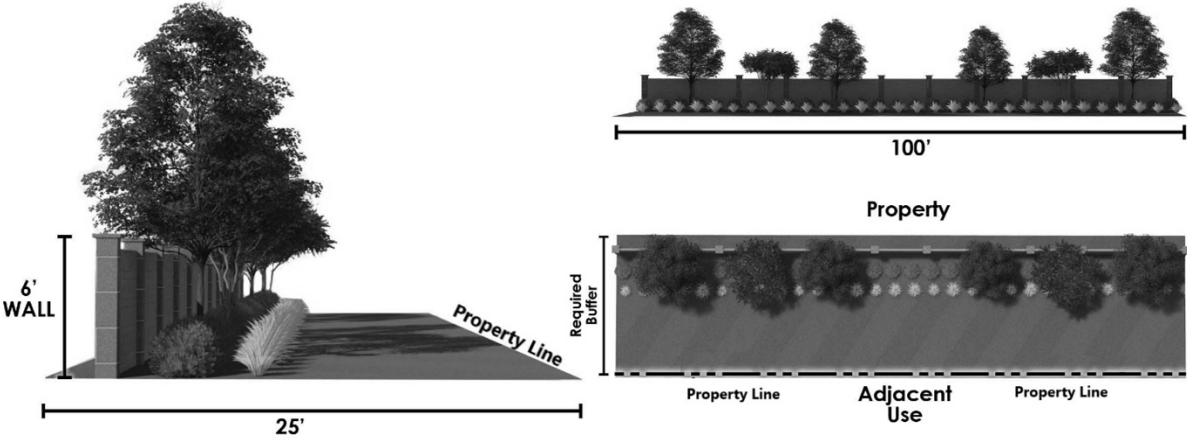 6'
WALL
Property Line
25'
100'
Property
Required
Buffer
Property Line
Adjacent
Use
Property Line